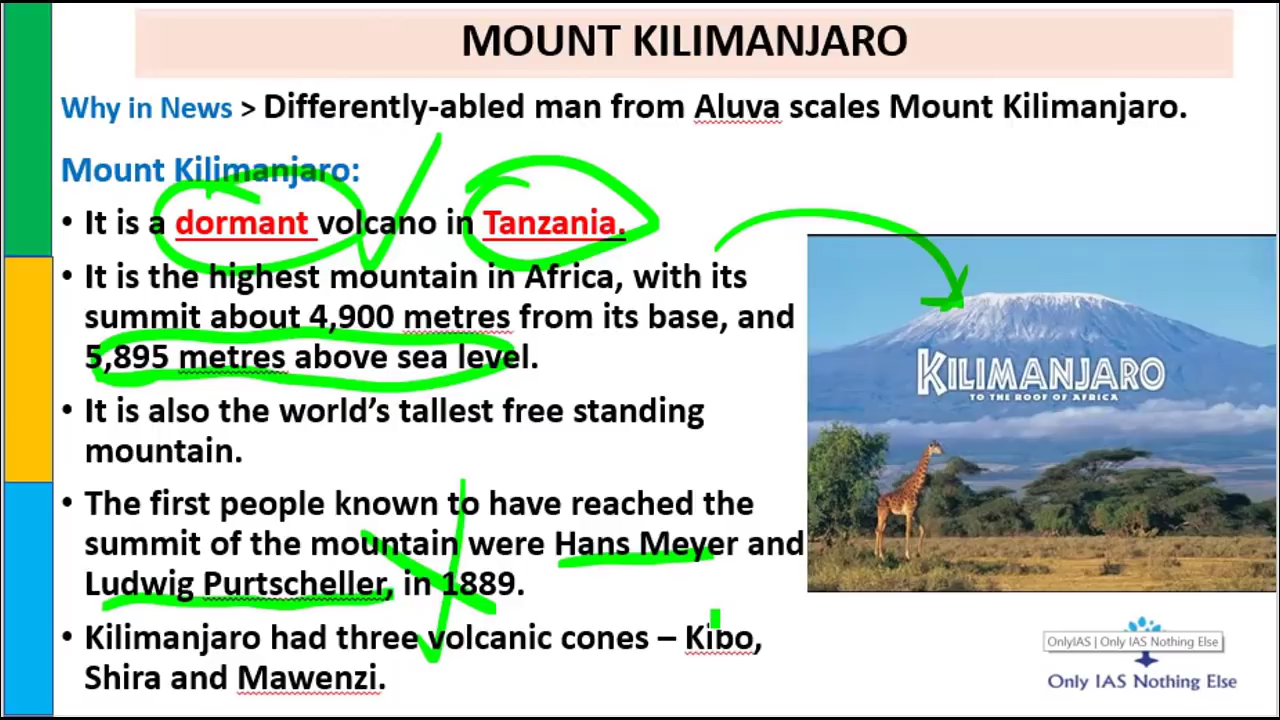 MOUNT KILIMANJARO
Why in News > Differently-abled man from Aluva scales Mount Kilimanjaro.
Mount Kilimanjaro:
• It is a dormant volcano in Tanzania.
• It is the highest mountain in Africa, with its
summit about 4,900 metres from its base, and
5,895 metres above sea level.
• It is also the world’s tallest free standing
mountain.
• The first people known to have reached the
summit of the mountain were Hans Meyer and
Ludwig Purtscheller, in 1889.
• Kilimanjaro had three volcanic cones – Kibo,
Shira and Mawenzi.
KILIMANJARO
TO THE ROOF OF AFRICA
OnlyIAS | Only IAS Nothing Else
Only IAS Nothing Else